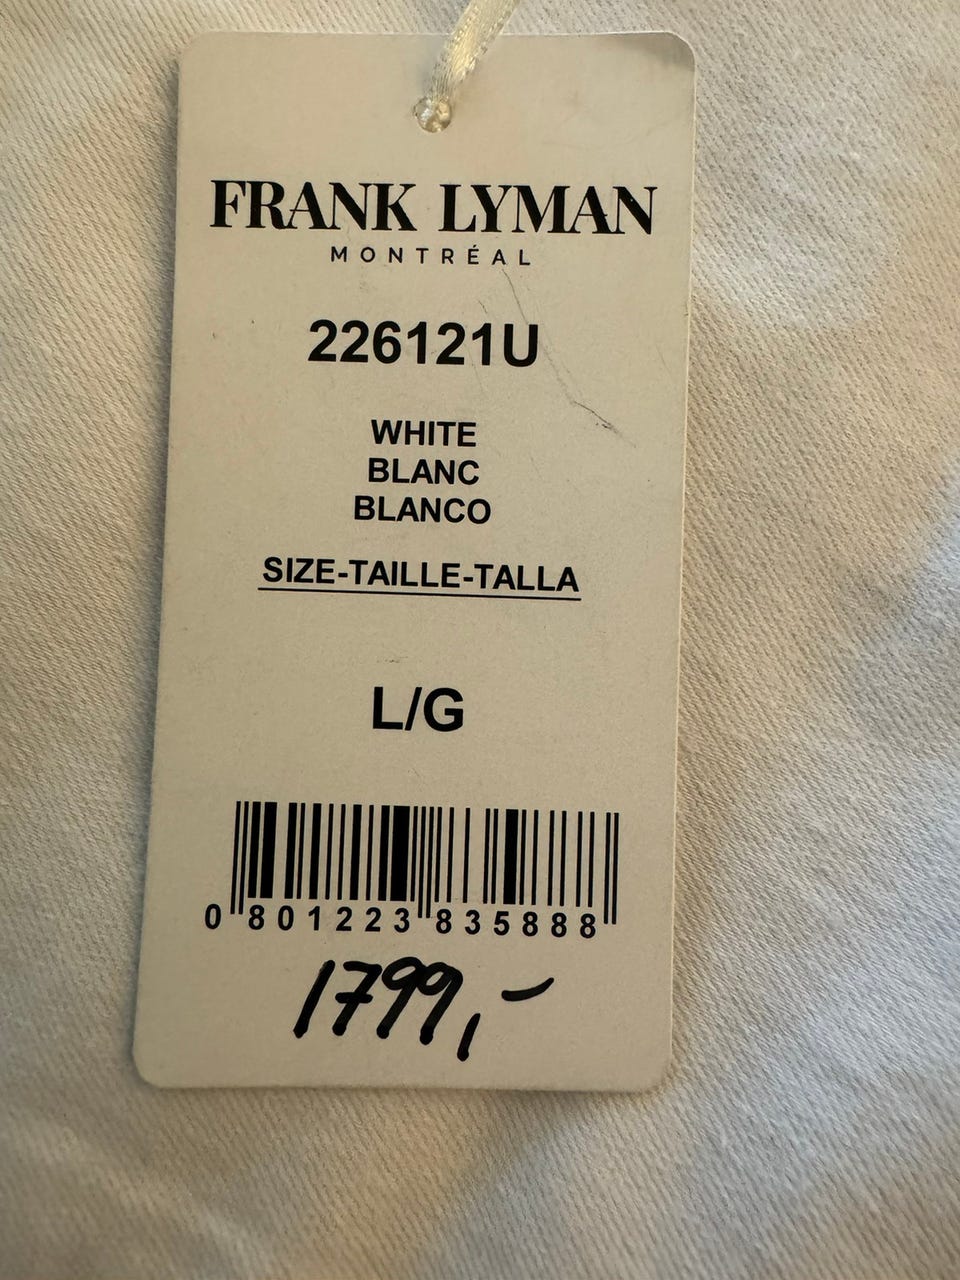 FRANK LYMAN
MONTRÉAL
226121U
WHITE
BLANC
BLANCO
SIZE-TAILLE-TALLA
L/G
0 801223 835888
1799,-